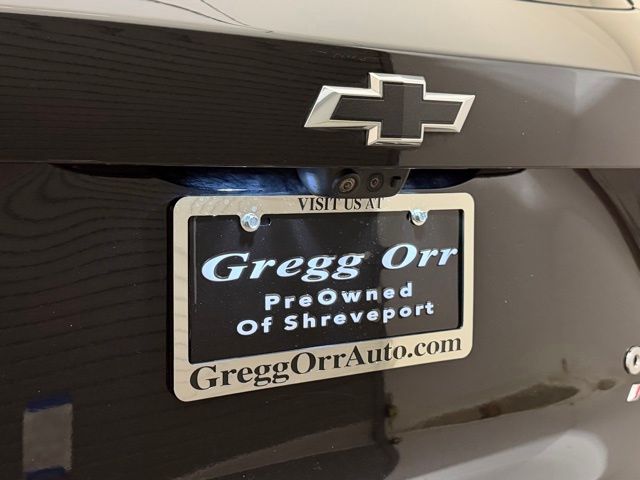 VISIT US AT
Gregg Orr
PreOwned
Of Shreveport
GreggOrrAuto.com